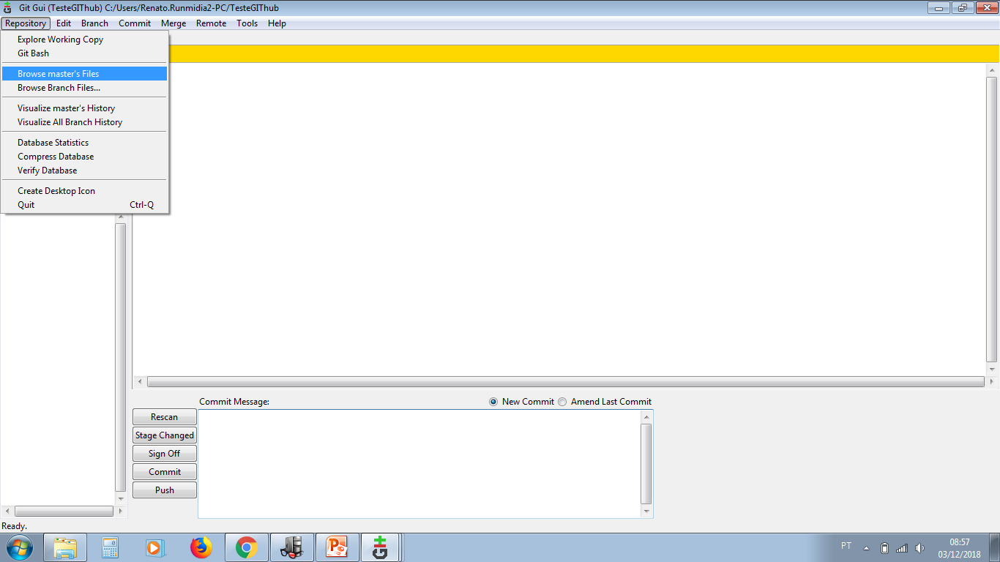 Git Gui (TesteGIThub) C:/Users/Renato.Runmidia2-PC/TesteGIThub
Repository Edit Branch Commit Merge Remote Tools Help
Explore Working Copy
Git Bash
Browse master's Files
Browse Branch Files...
Visualize master's History
Visualize All Branch History
Database Statistics
Compress Database
Verify Database
Create Desktop Icon
Quit Ctrl-Q
Commit Message: New Commit Amend Last Commit
Rescan
Stage Changed
Sign Off
Commit
Push
Ready.
PT
08:57
03/12/2018